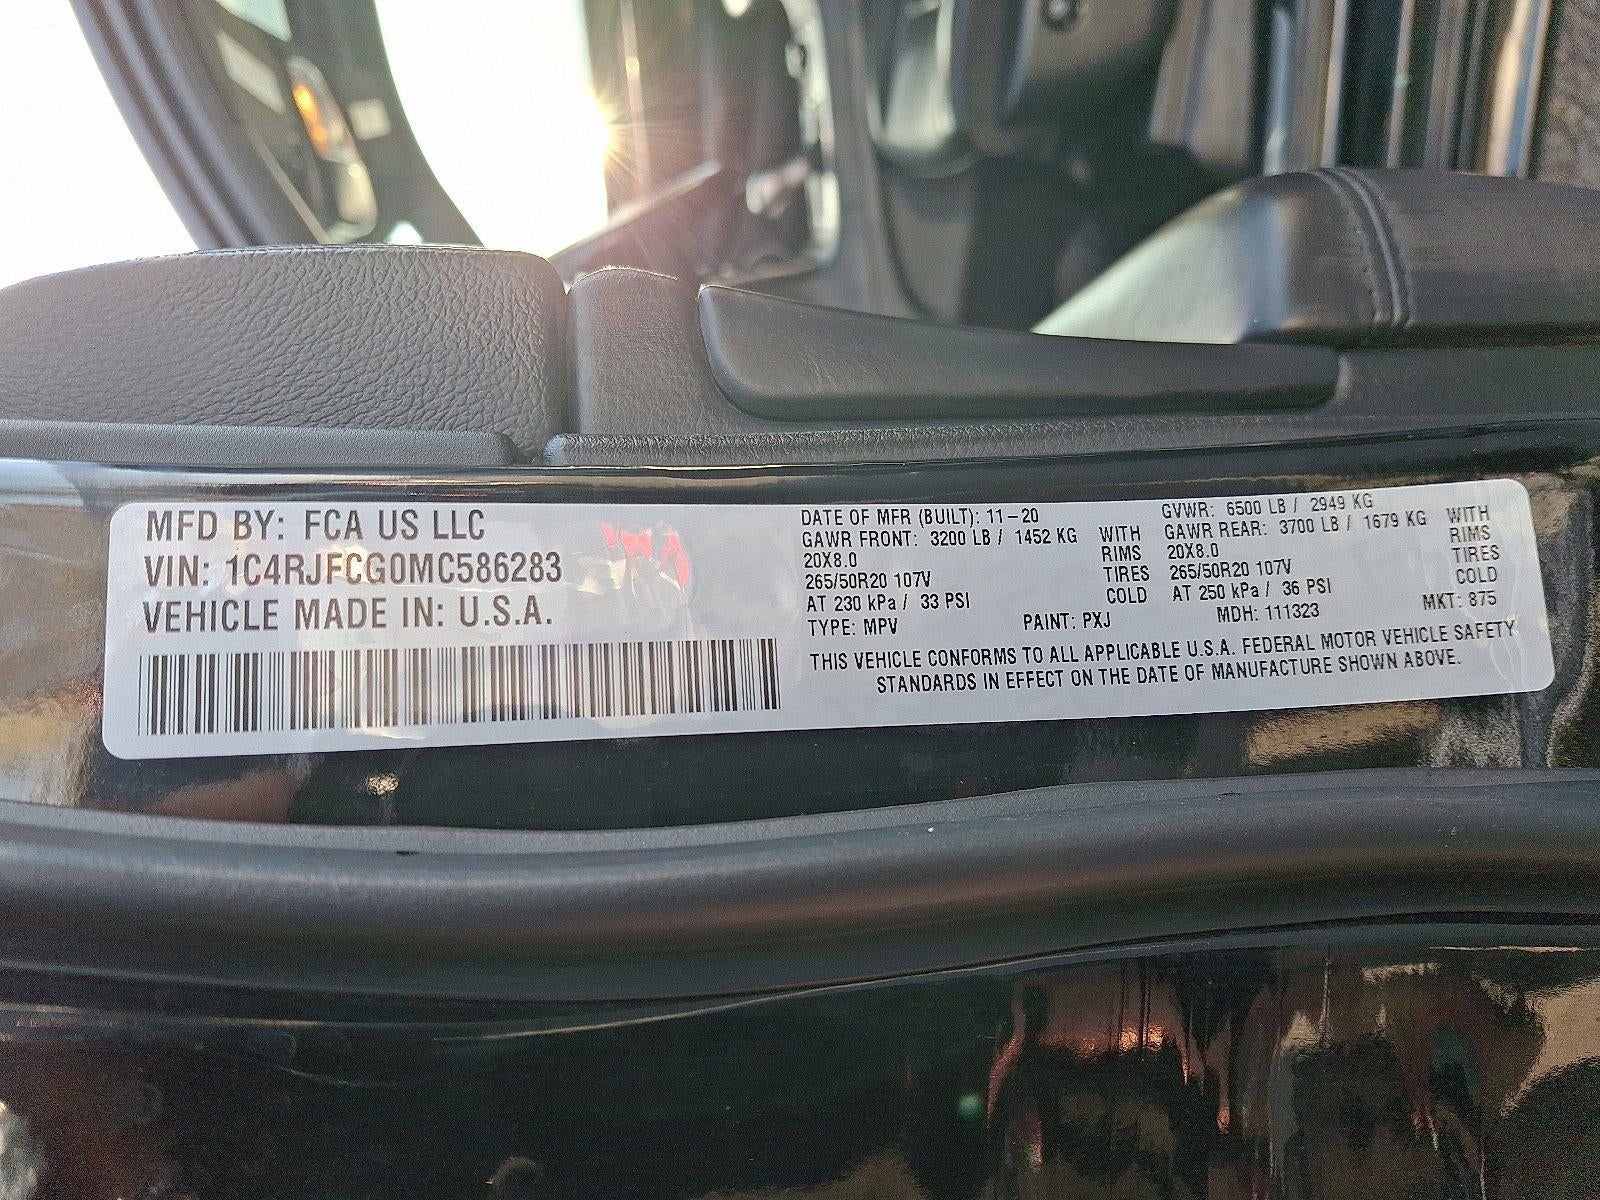 MFD BY: FCA US LLC
VIN: 1C4RJFCG0MC586283
VEHICLE MADE IN: U.S.A.
DATE OF MFR (BUILT): 11-20
GAWR FRONT: 3200 LB / 1452 KG WITH
20X8.0 RIMS
265/50R20 107V TIRES
AT 230 kPa / 33 PSI COLD
TYPE: MPV
GVWR: 6500 LB / 2949 KG
GAWR REAR: 3700 LB / 1679 KG WITH
20X8.0 RIMS
265/50R20 107V TIRES
AT 250 kPa / 36 PSI COLD
PAINT: PXJ MDH: 111323 MKT: 875
THIS VEHICLE CONFORMS TO ALL APPLICABLE U.S.A. FEDERAL MOTOR VEHICLE SAFETY
STANDARDS IN EFFECT ON THE DATE OF MANUFACTURE SHOWN ABOVE.